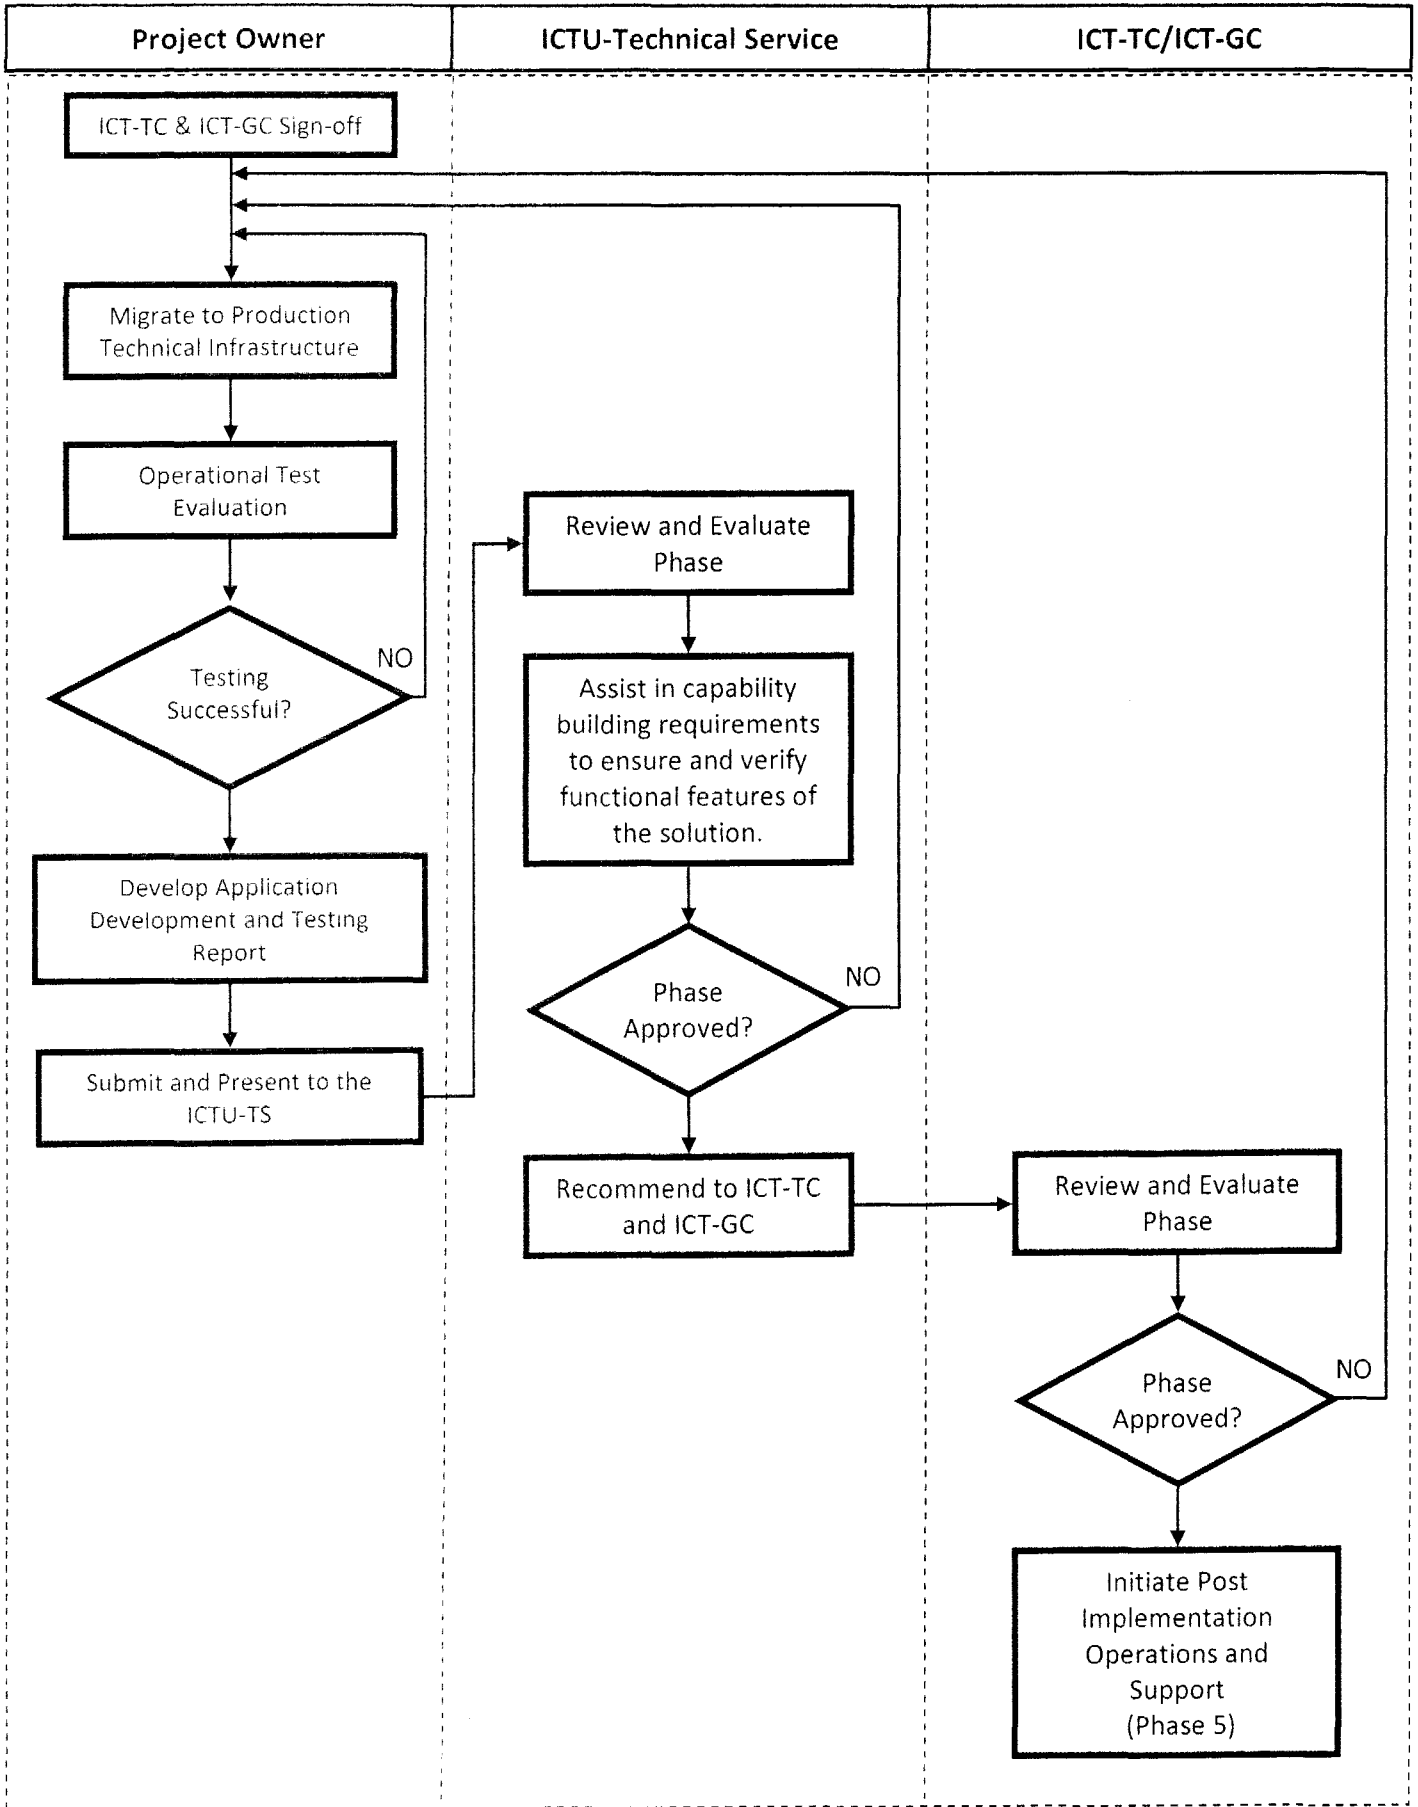 Project Owner
ICTU-Technical Service
ICT-TC/ICT-GC
ICT-TC & ICT-GC Sign-off
Migrate to Production
Technical Infrastructure
Operational Test
Evaluation
Testing
Successful?
NO
Develop Application
Development and Testing
Report
Submit and Present to the
ICTU-TS
Review and Evaluate
Phase
Assist in capability
building requirements
to ensure and verify
functional features of
the solution.
Phase
Approved?
NO
Recommend to ICT-TC
and ICT-GC
Review and Evaluate
Phase
Phase
Approved?
NO
Initiate Post
Implementation
Operations and
Support
(Phase 5)